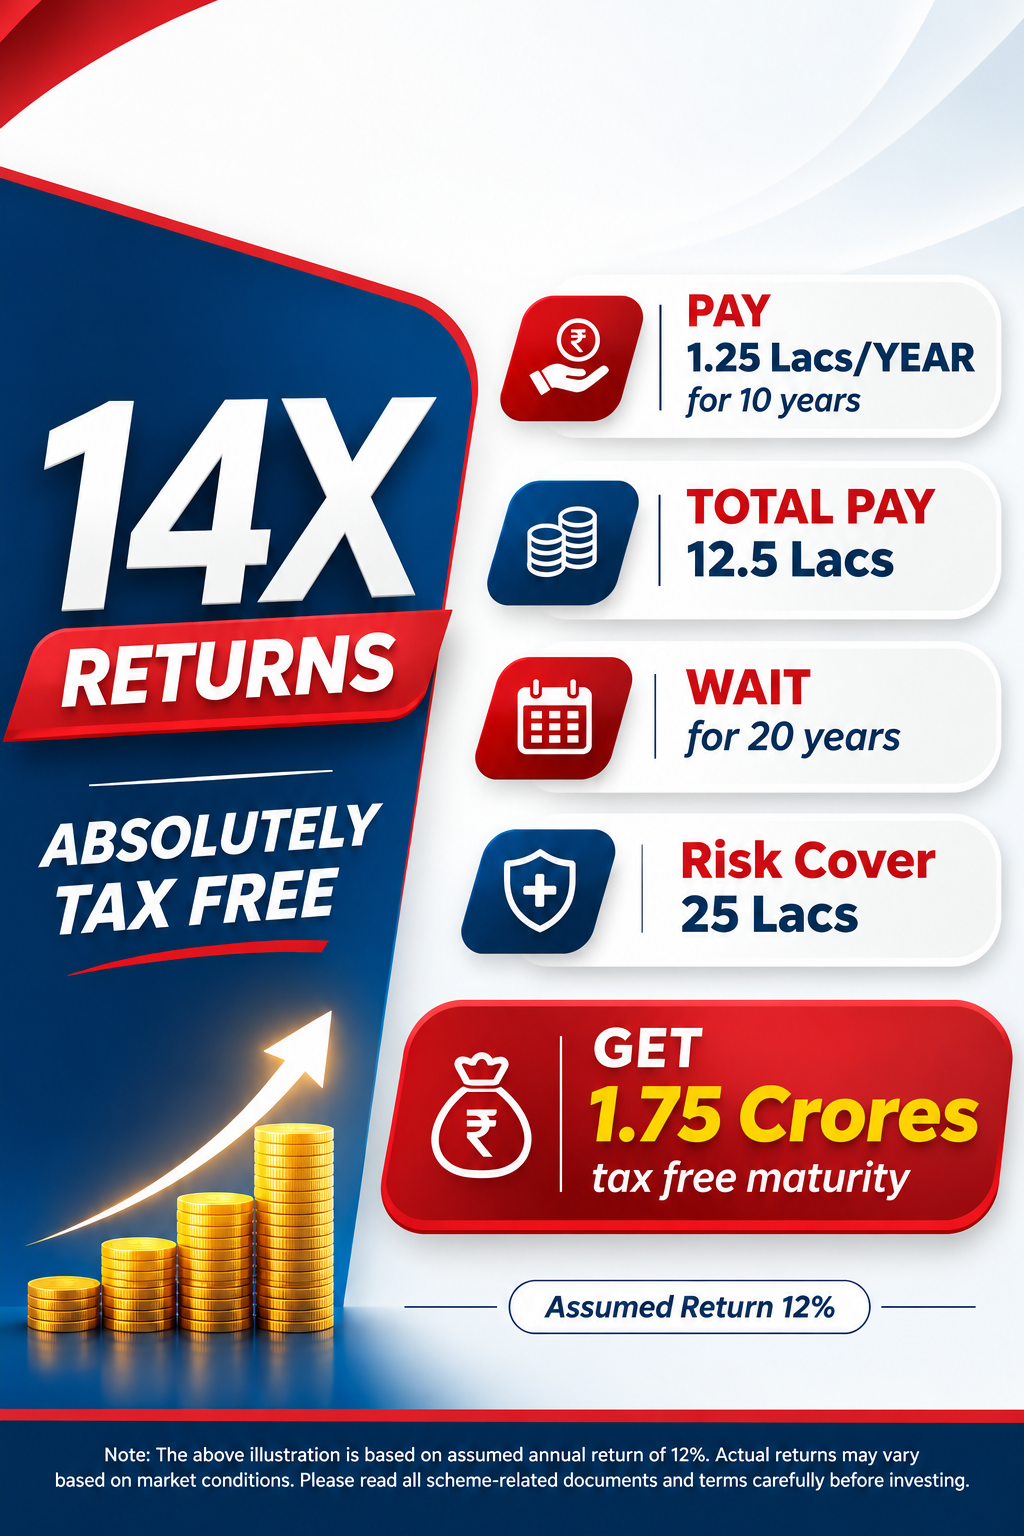 14X
RETURNS
ABSOLUTELY
TAX FREE
PAY
1.25 Lacs/YEAR
for 10 years
TOTAL PAY
12.5 Lacs
WAIT
for 20 years
Risk Cover
25 Lacs
₹
GET
1.75 Crores
tax free maturity
₹
Assumed Return 12%
Note: The above illustration is based on assumed annual return of 12%. Actual returns may vary
based on market conditions. Please read all scheme-related documents and terms carefully before investing.